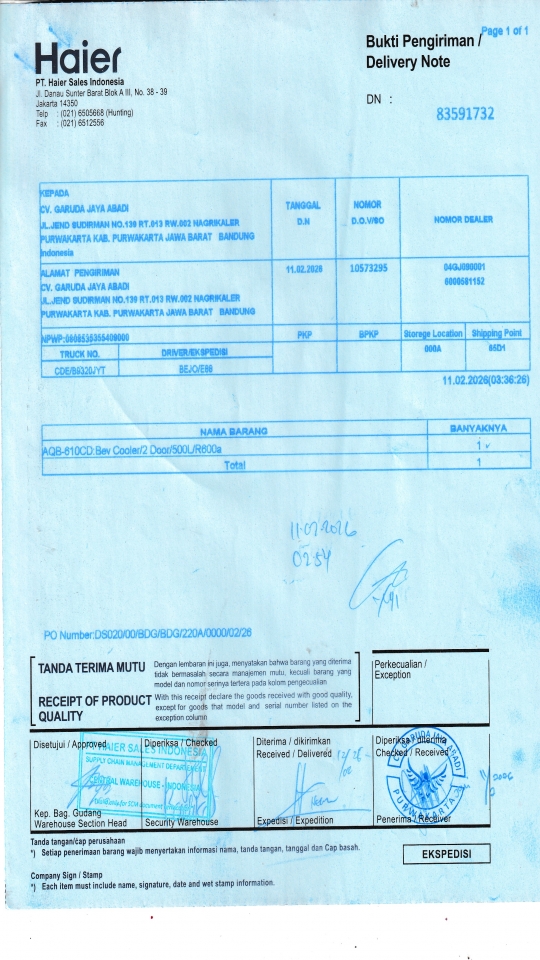 Page 1 of 1
Haier
Bukti Pengiriman /
Delivery Note
PT. Haier Sales Indonesia
Jl. Danau Sunter Barat Blok A III, No. 38 - 39
Jakarta 14350
Telp : (021) 6505668 (Hunting)
Fax : (021) 6512556
DN :
83591732
KEPADA
CV. GARUDA JAYA ABADI
JL.JEND SUDIRMAN NO.139 RT.013 RW.002 NAGRIKALER
PURWAKARTA KAB. PURWAKARTA JAWA BARAT BANDUNG
Indonesia
TANGGAL
D.N
NOMOR
D.O.V/SO
NOMOR DEALER
ALAMAT PENGIRIMAN
CV. GARUDA JAYA ABADI
JL.JEND SUDIRMAN NO.139 RT.013 RW.002 NAGRIKALER
PURWAKARTA KAB. PURWAKARTA JAWA BARAT BANDUNG
11.02.2026
10573295
04GJ090001
6000581152
NPWP:0808535355409000
PKP
BPKP
Storege Location
Shipping Point
TRUCK NO.
DRIVER/EKSPEDISI
000A
65D1
BEJO/E66
11.02.2026(03:36:26)
NAMA BARANG
BANYAKNYA
AQB-610CD:Bev Cooler/2 Door/500L/R600a
1
Total
1
11.02.2026
02:54
PO Number:DS020/00/BDG/BDG/220A/0000/02/26
TANDA TERIMA MUTU
Dengan lembaran ini juga, menyatakan bahwa barang yang diterima
tidak bermasalah secara manajemen mutu, kecuali barang yang
model dan nomor serinya tertera pada kolom pengecualian
RECEIPT OF PRODUCT
QUALITY
With this receipt declare the goods received with good quality,
except for goods that model and serial number listed on the
exception column
Perkecualian /
Exception
Disetujui / Approved
Diperiksa / Checked
Diterima / dikirimkan
Received / Delivered
Diperiksa / diterima
Checked / Received
HAIER SALES INDONESIA
SUPPLY CHAIN MANAGEMENT DEPARTMENT
CENTRAL WAREHOUSE - INDONESIA
CV. GARUDA JAYA ABADI
PURWAKARTA
Kep. Bag. Gudang
Warehouse Section Head
Security Warehouse
Expedisi / Expedition
Penerima / Receiver
Tanda tangan/cap perusahaan
*) Setiap penerimaan barang wajib menyertakan informasi nama, tanda tangan, tanggal dan Cap basah.
EKSPEDISI
Company Sign / Stamp
*) Each item must include name, signature, date and wet stamp information.